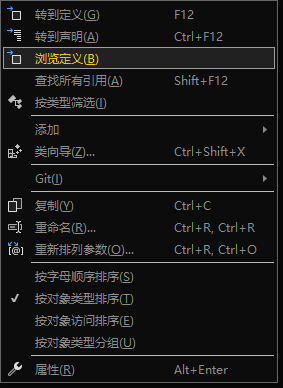 转到定义(G) F12
转到声明(A) Ctrl+F12
浏览定义(B)
查找所有引用(A) Shift+F12
按类型筛选(I)
添加
类向导(Z)... Ctrl+Shift+X
Git(I)
复制(Y) Ctrl+C
重命名(R)... Ctrl+R, Ctrl+R
重新排列参数(O)... Ctrl+R, Ctrl+O
按字母顺序排序(S)
按对象类型排序(T)
按对象访问排序(E)
按对象类型分组(U)
属性(R) Alt+Enter